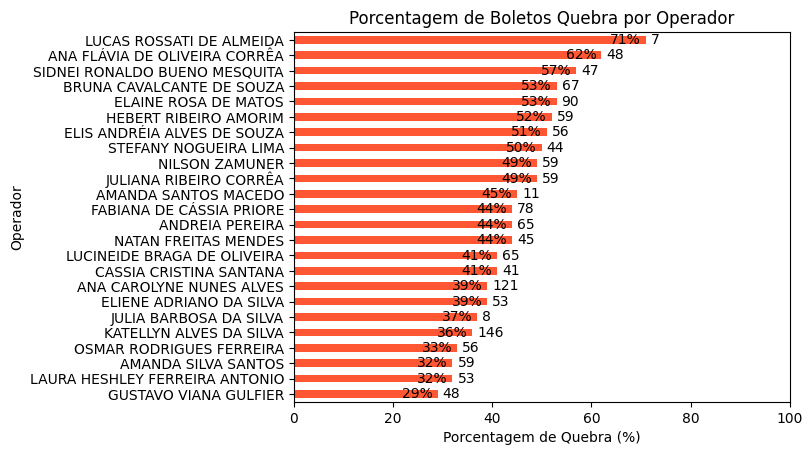 Porcentagem de Boletos Quebra por Operador
LUCAS ROSSATI DE ALMEIDA 71% 7
ANA FLÁVIA DE OLIVEIRA CORRÊA 62% 48
SIDNEI RONALDO BUENO MESQUITA 57% 47
BRUNA CAVALCANTE DE SOUZA 53% 67
ELAINE ROSA DE MATOS 53% 90
HEBERT RIBEIRO AMORIM 52% 59
ELIS ANDRÉIA ALVES DE SOUZA 51% 56
STEFANY NOGUEIRA LIMA 50% 44
NILSON ZAMUNER 49% 59
JULIANA RIBEIRO CORRÊA 49% 59
AMANDA SANTOS MACEDO 45% 11
FABIANA DE CÁSSIA PRIORE 44% 78
ANDREIA PEREIRA 44% 65
NATAN FREITAS MENDES 44% 45
LUCINEIDE BRAGA DE OLIVEIRA 41% 65
CASSIA CRISTINA SANTANA 41% 41
ANA CAROLYNE NUNES ALVES 39% 121
ELIENE ADRIANO DA SILVA 39% 53
JULIA BARBOSA DA SILVA 37% 8
KATELLYN ALVES DA SILVA 36% 146
OSMAR RODRIGUES FERREIRA 33% 56
AMANDA SILVA SANTOS 32% 59
LAURA HESHLEY FERREIRA ANTONIO 32% 53
GUSTAVO VIANA GULFIER 29% 48
Operador
0 20 40 60 80 100
Porcentagem de Quebra (%)